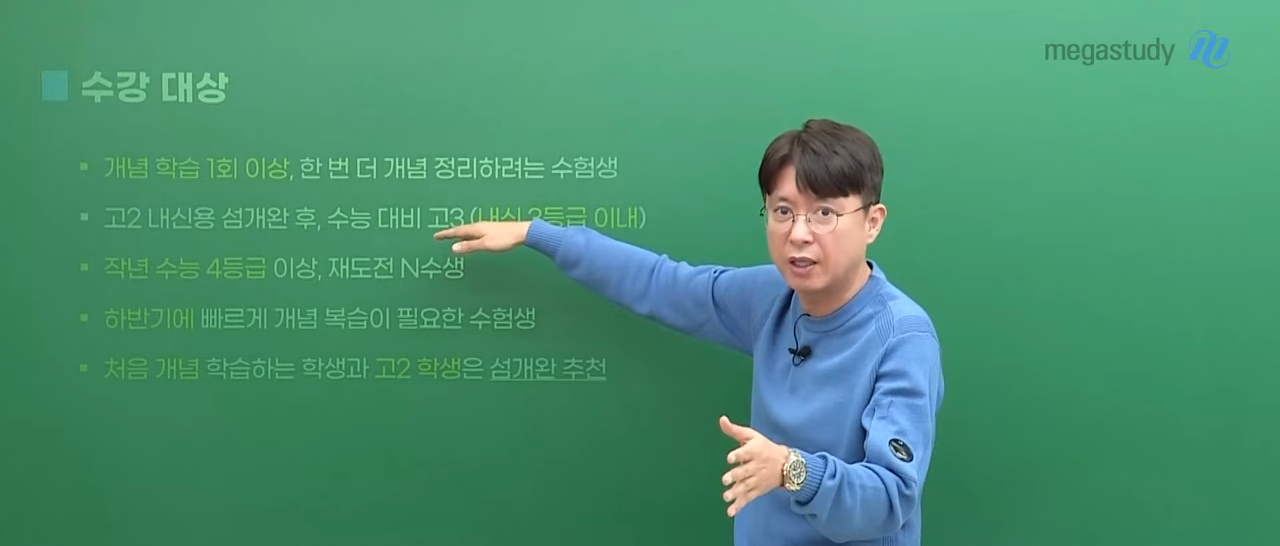 megastudy
수강 대상
개념 학습 1회 이상, 한 번 더 개념 정리하려는 수험생
고2 내신용 섬개완 후, 수능 대비 고3 (내신 3등급 이내)
작년 수능 4등급 이상, 재도전 N수생
하반기에 빠르게 개념 복습이 필요한 수험생
처음 개념 학습하는 학생과 고2 학생은 섬개완 추천